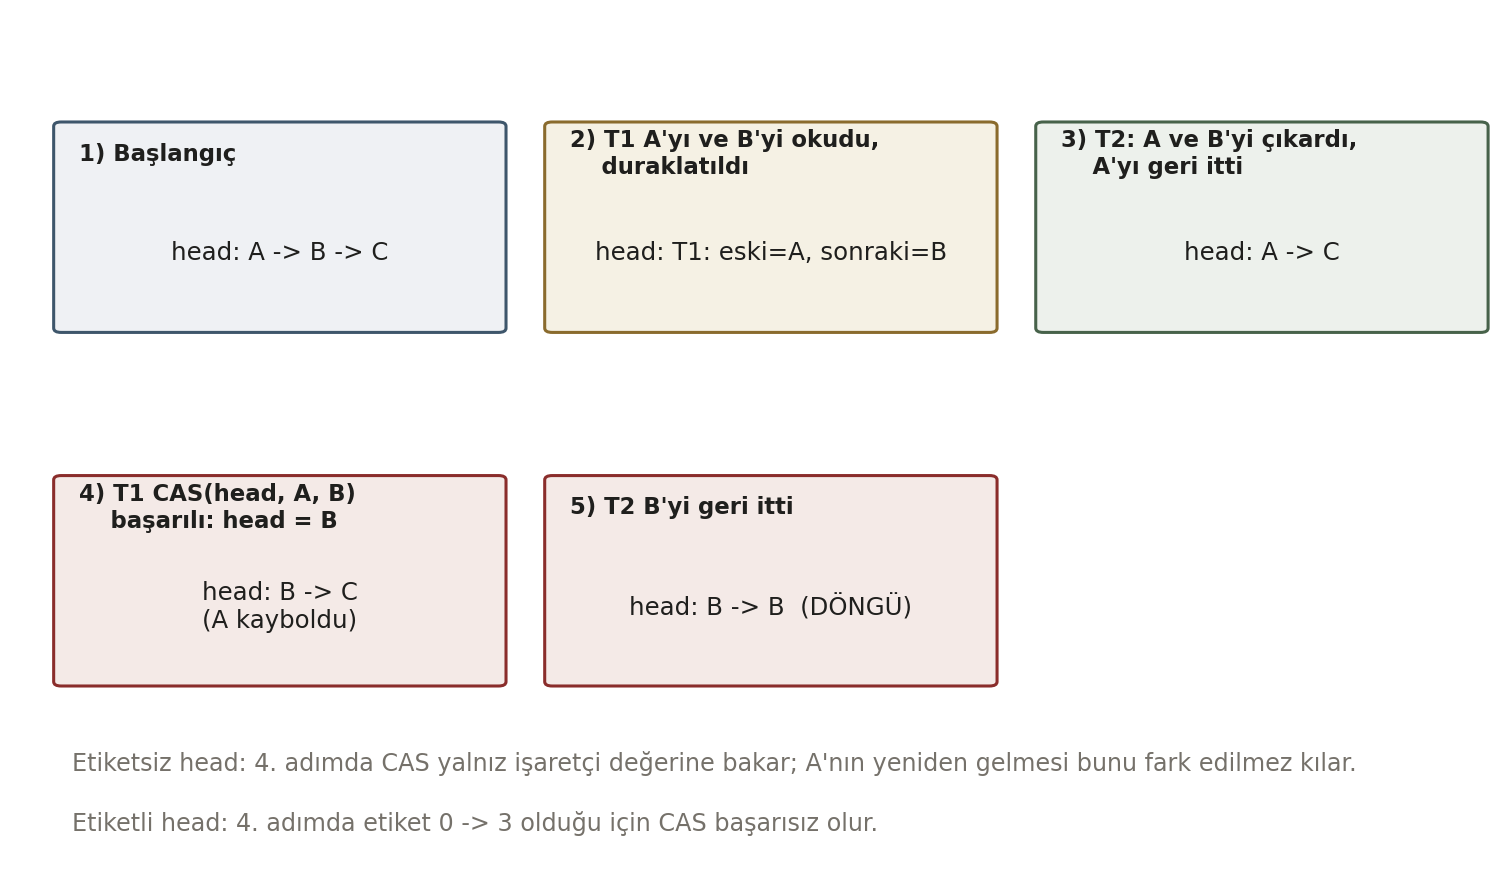 1) Başlangıç
head: A -> B -> C
2) T1 A'yı ve B'yi okudu,
duraklatıldı
head: T1: eski=A, sonraki=B
3) T2: A ve B'yi çıkardı,
A'yı geri itti
head: A -> C
4) T1 CAS(head, A, B)
başarılı: head = B
head: B -> C
(A kayboldu)
5) T2 B'yi geri itti
head: B -> B  (DÖNGÜ)
Etiketsiz head: 4. adımda CAS yalnız işaretçi değerine bakar; A'nın yeniden gelmesi bunu fark edilmez kılar.
Etiketli head: 4. adımda etiket 0 -> 3 olduğu için CAS başarısız olur.